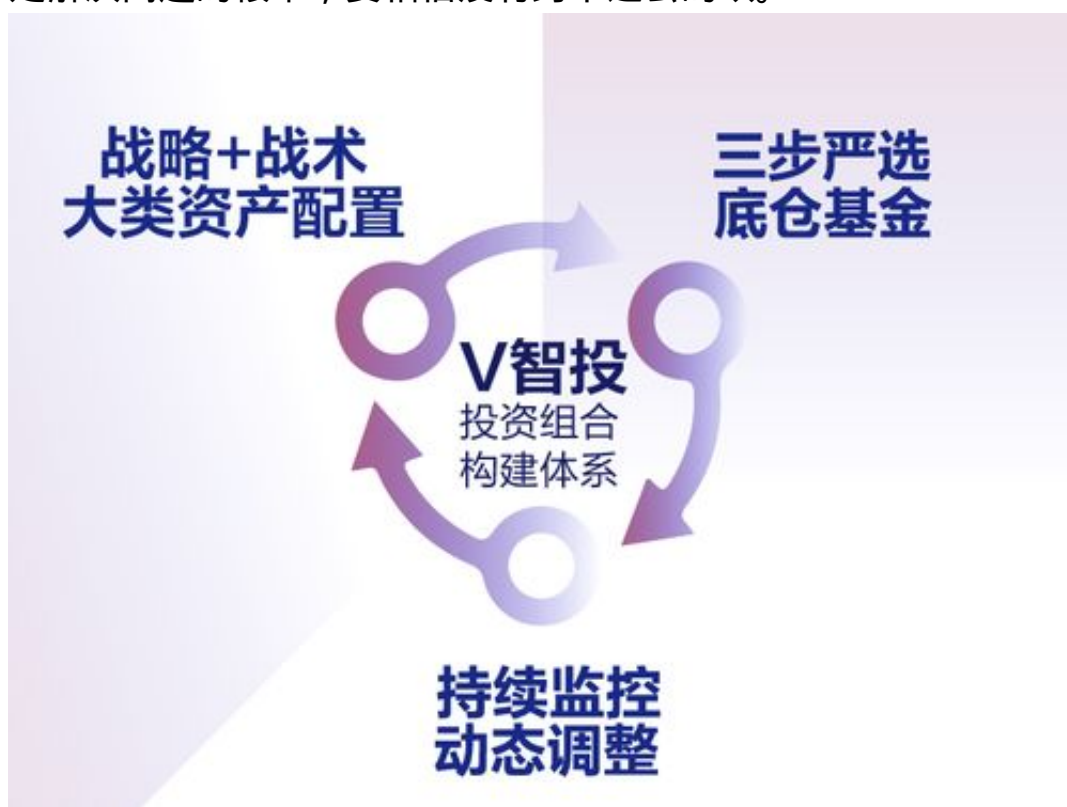 战略+战术
大类资产配置
三步严选
底仓基金
V智投
投资组合
构建体系
持续监控
动态调整